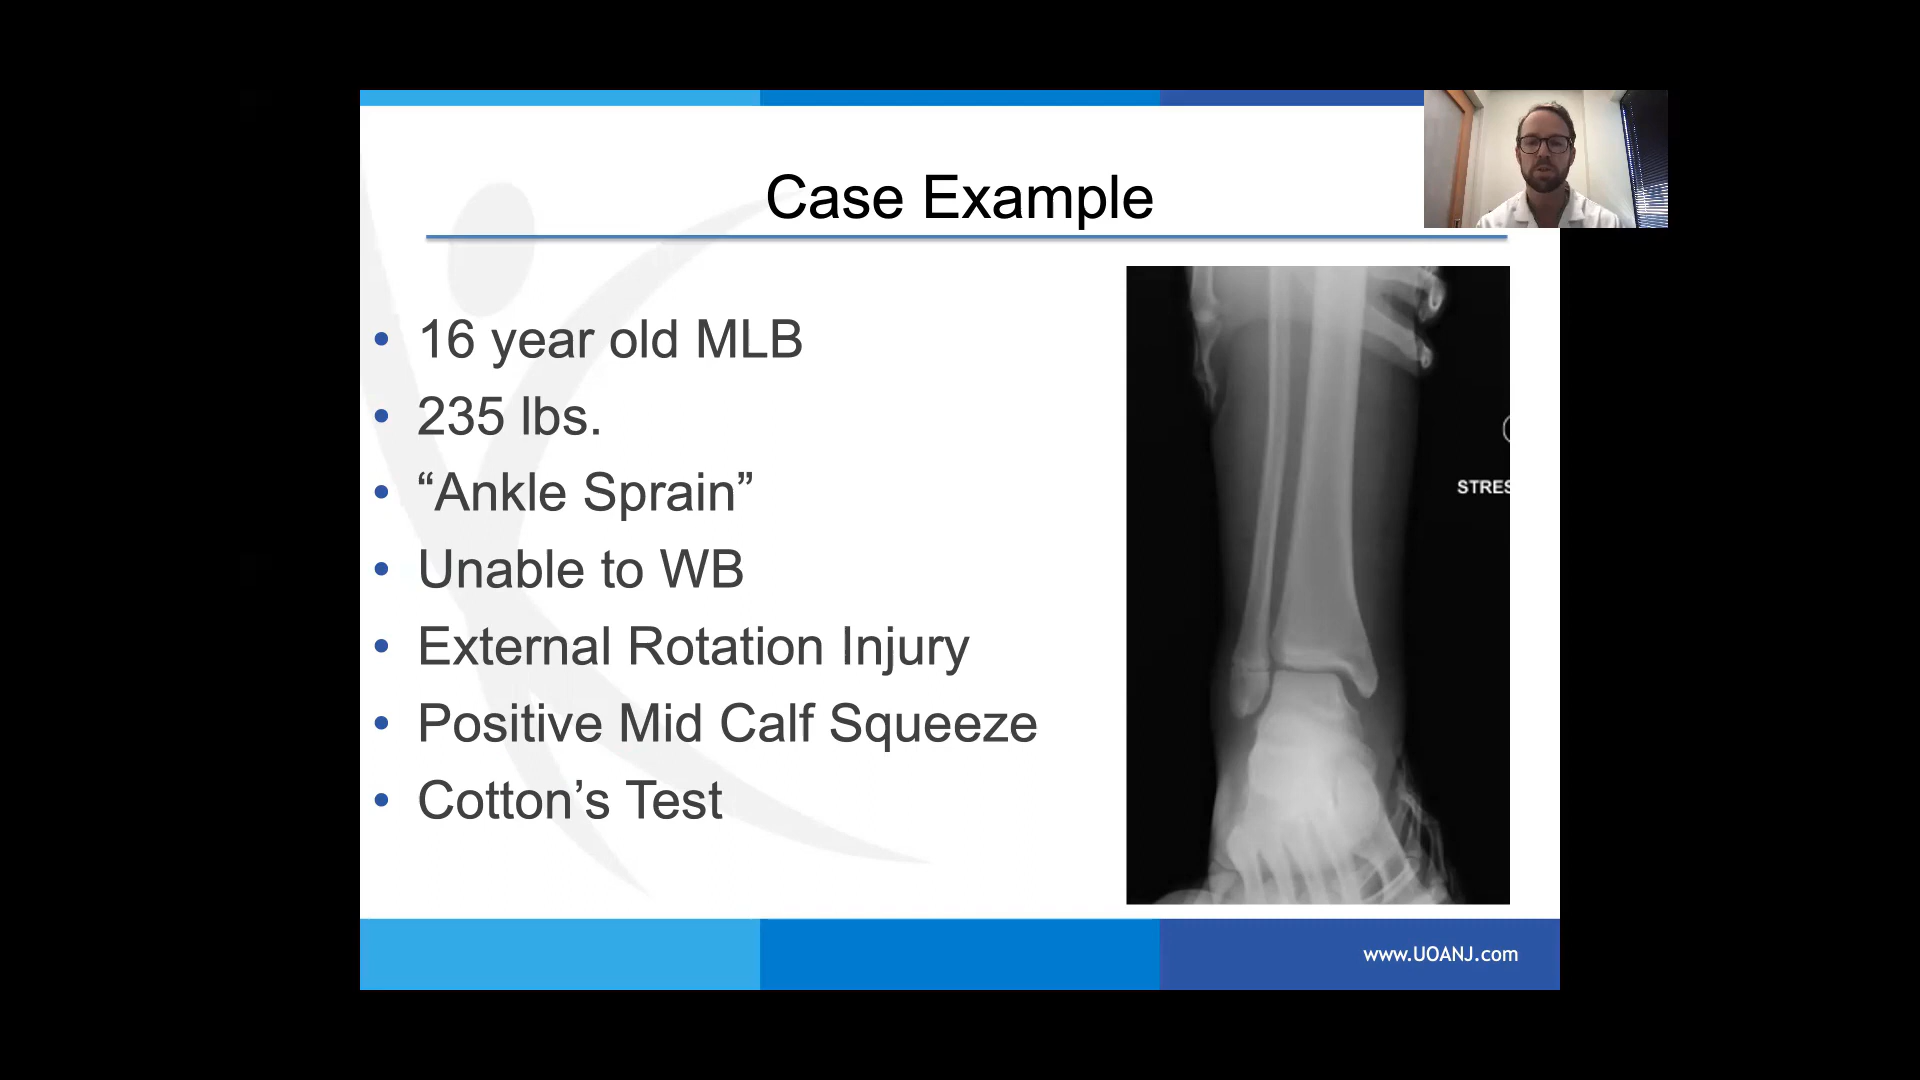 Case Example
• 16 year old MLB
• 235 lbs.
• “Ankle Sprain”
• Unable to WB
• External Rotation Injury
• Positive Mid Calf Squeeze
• Cotton’s Test
STRES
www.UOANJ.com